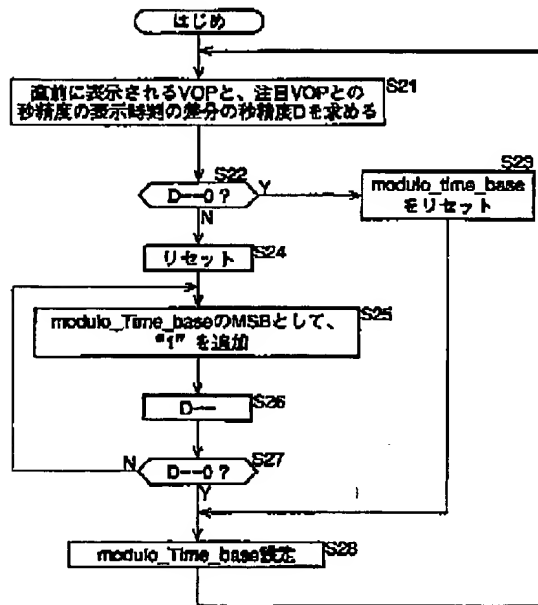 はじめ
直前に表示されるVOPと、注目VOPとの
秒精度の表示時刻の差分の秒精度Dを求める
S21
S22
D==0?
Y
N
S23
modulo_time_base
をリセット
リセット
S24
modulo_Time_baseのMSBとして、
"1" を追加
S25
D--
S26
D==0?
S27
N
Y
modulo_Time_base設定
S28